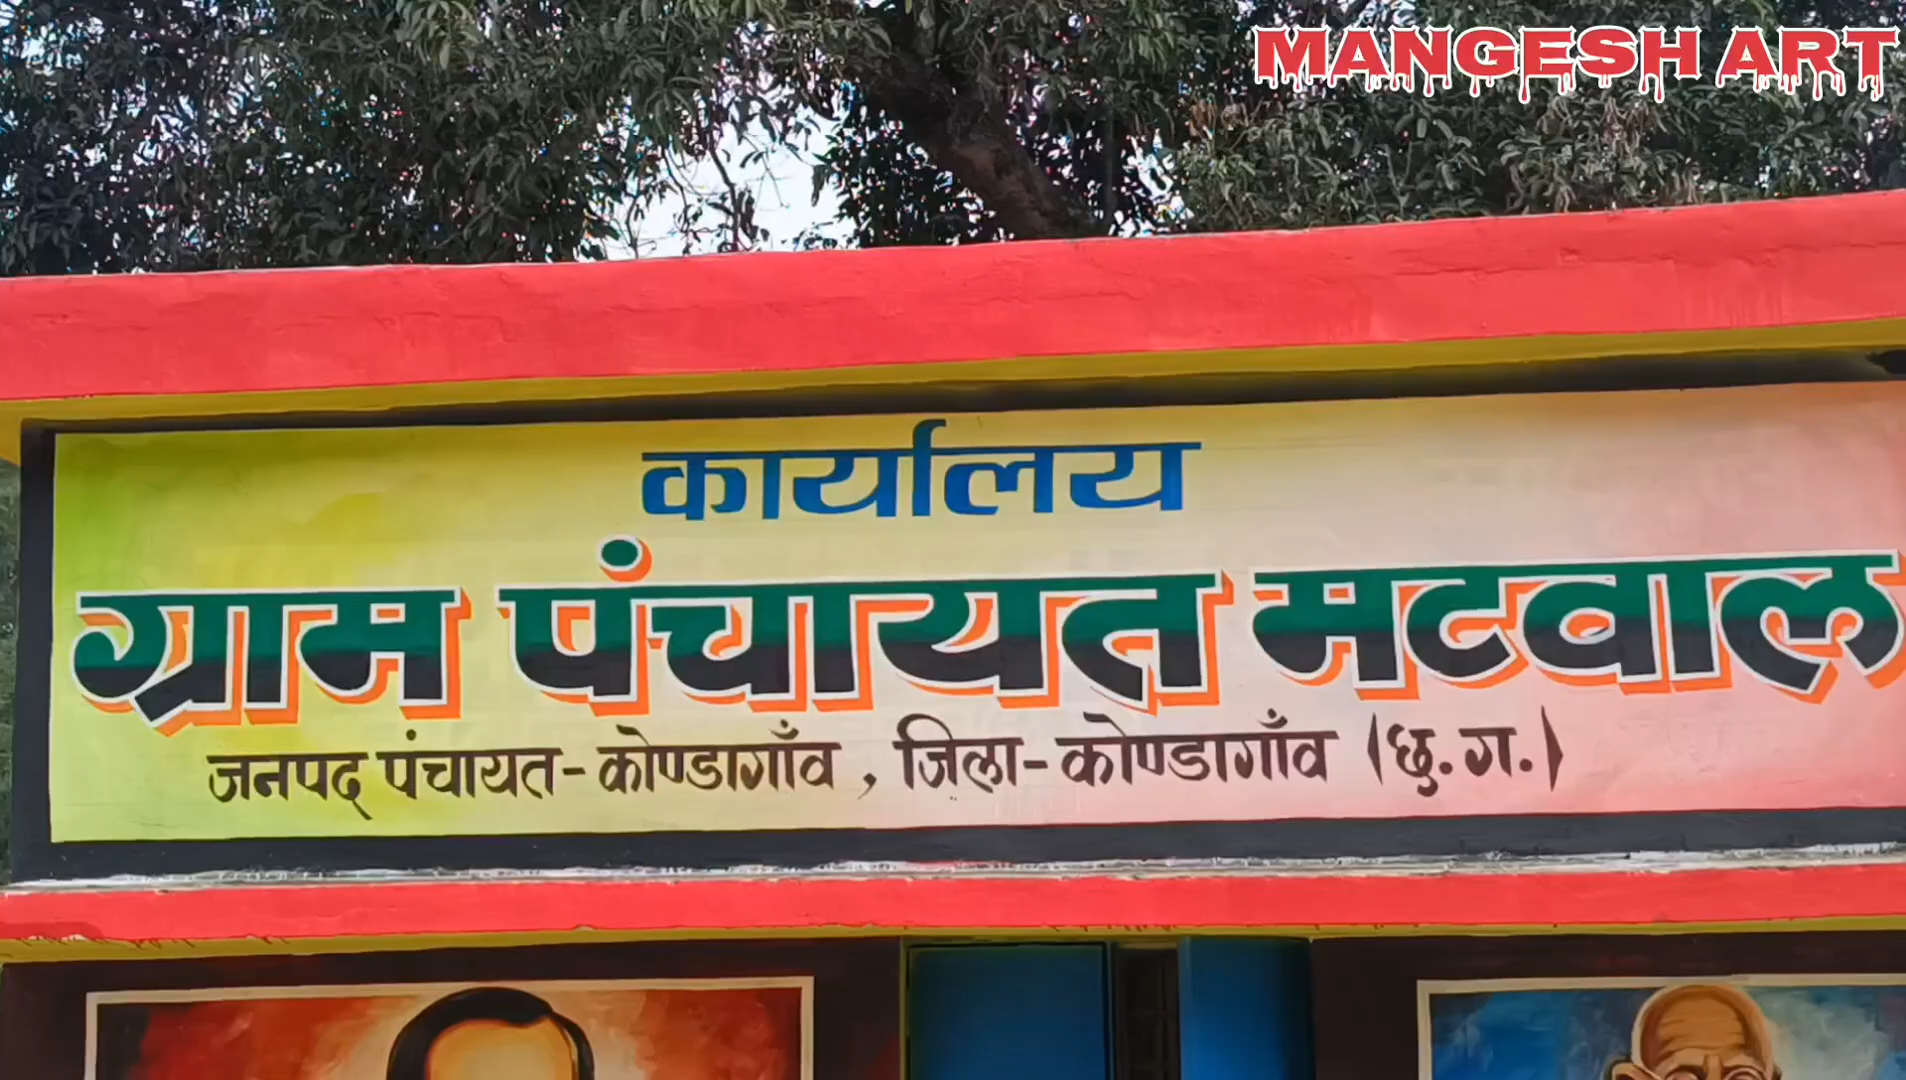 MANGESH ART
कार्यालय
ग्राम पंचायत मटवाल
जनपद पंचायत-कोण्डागाँव , जिला-कोण्डागाँव (छ.ग.)